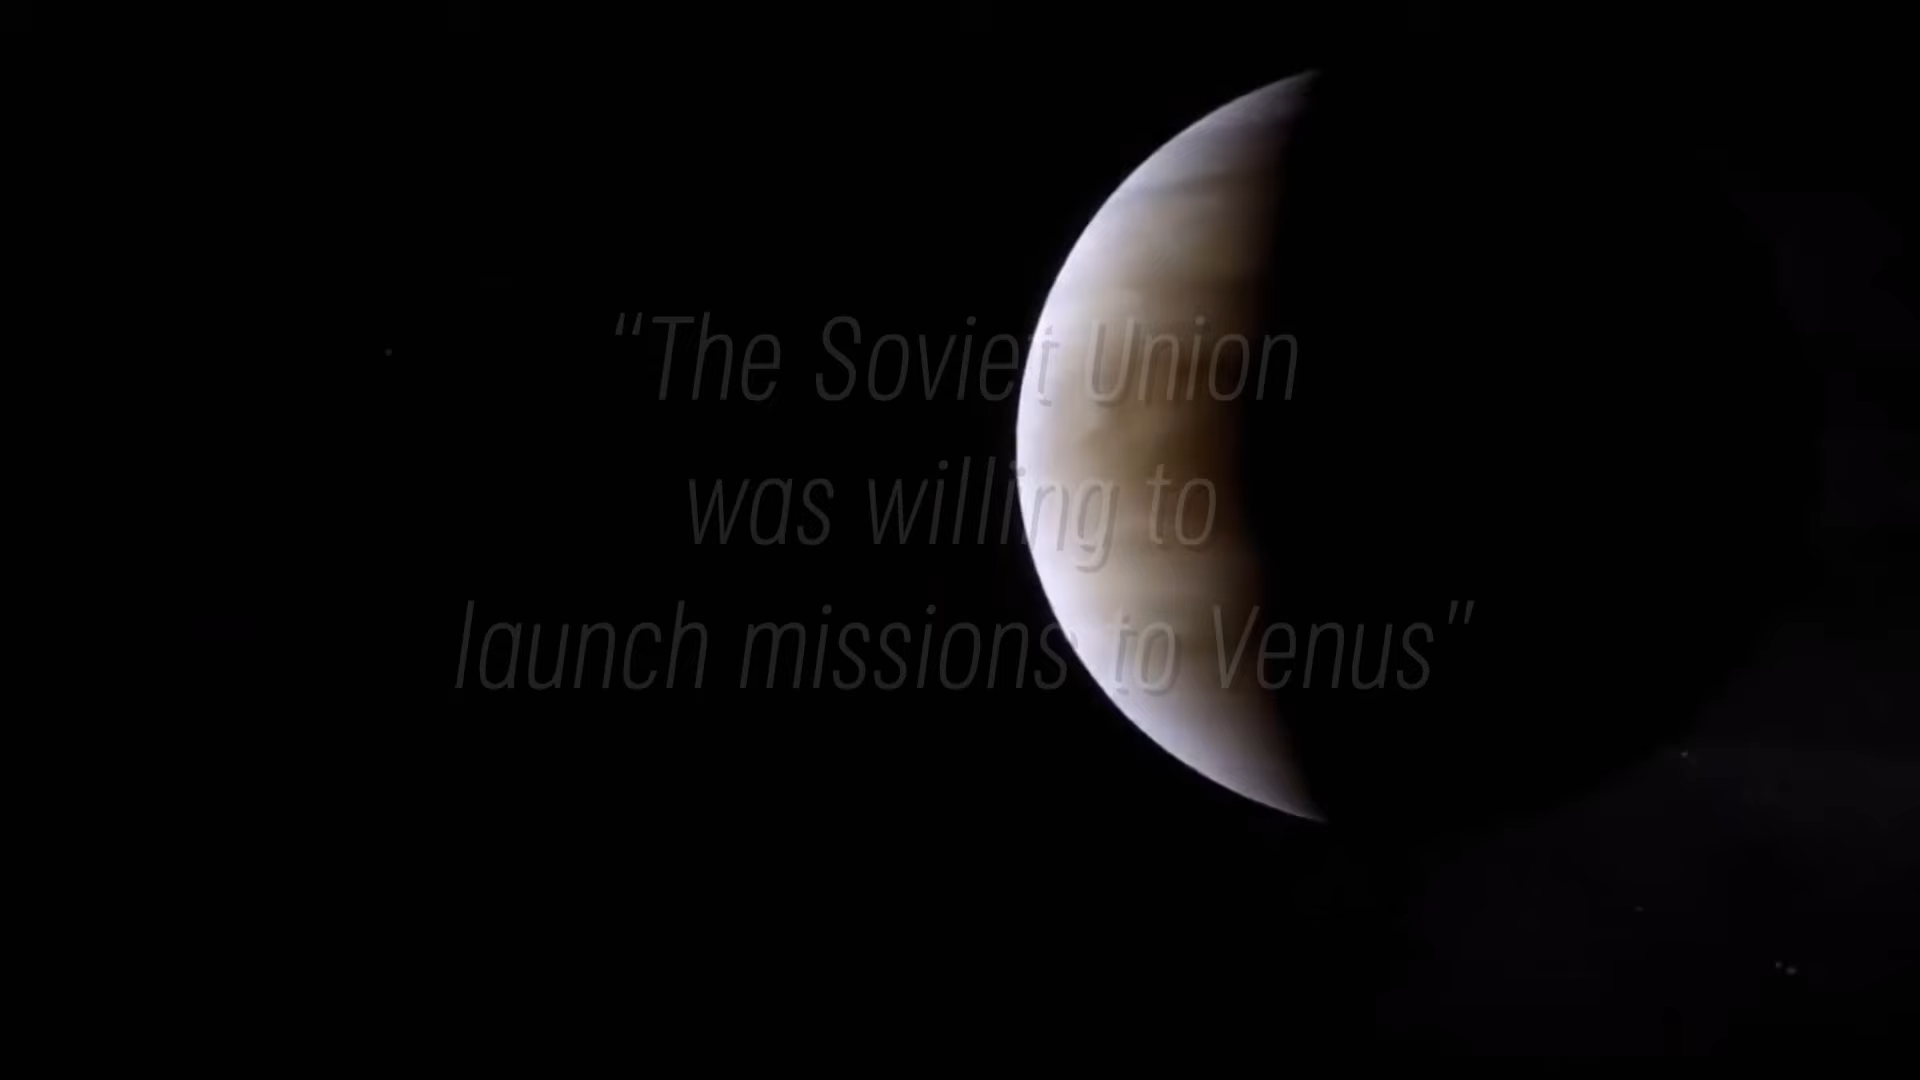 “The Soviet Union
was willing to
launch missions to Venus”